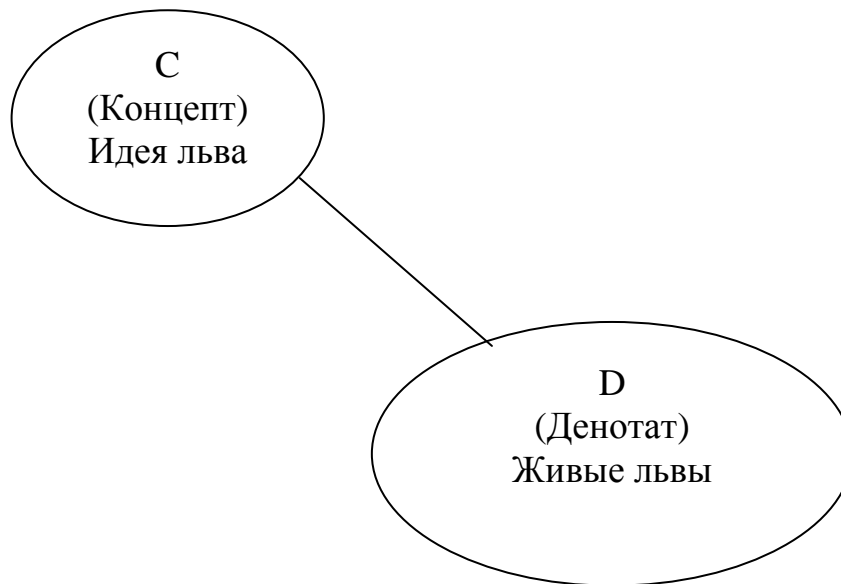 C
(Концепт)
Идея льва
D
(Денотат)
Живые львы